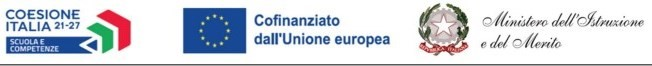 COESIONE
ITALIA 21-27
SCUOLA E
COMPETENZE
Cofinanziato
dall'Unione europea
Ministero dell'Istruzione
e del Merito